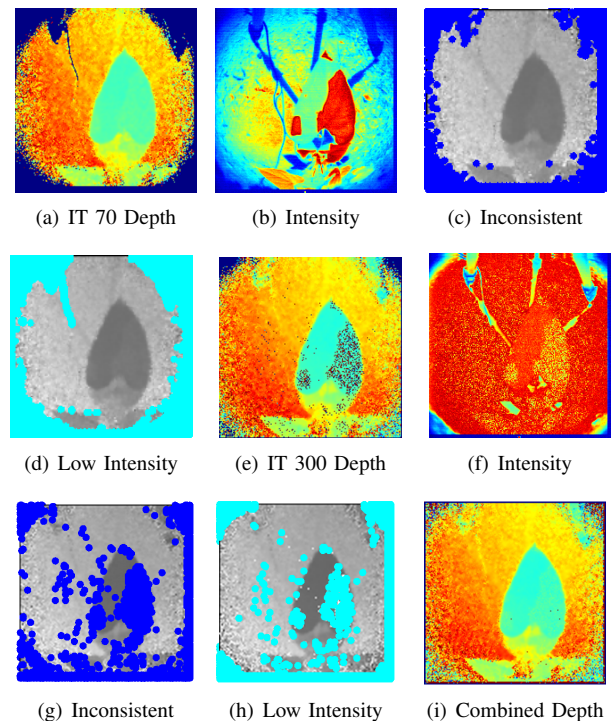 (a) IT 70 Depth
(b) Intensity
(c) Inconsistent
(d) Low Intensity
(e) IT 300 Depth
(f) Intensity
(g) Inconsistent
(h) Low Intensity
(i) Combined Depth